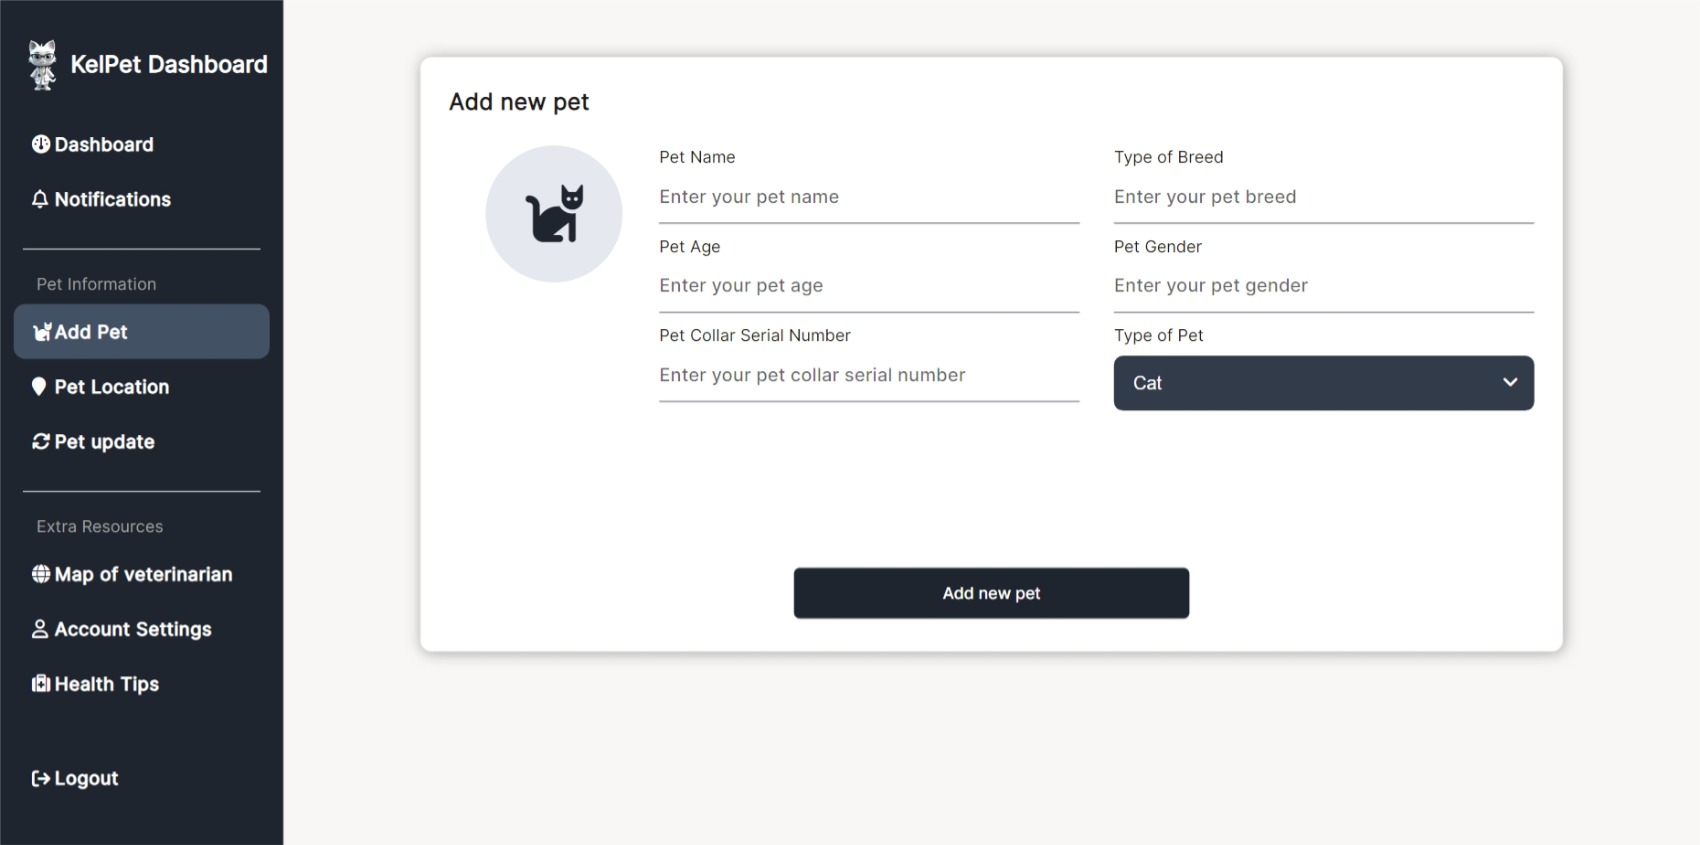 KelPet Dashboard
Dashboard
Notifications
Pet Information
Add Pet
Pet Location
Pet update
Extra Resources
Map of veterinarian
Account Settings
Health Tips
Logout
Add new pet
Pet Name
Enter your pet name
Type of Breed
Enter your pet breed
Pet Age
Enter your pet age
Pet Gender
Enter your pet gender
Pet Collar Serial Number
Enter your pet collar serial number
Type of Pet
Cat
Add new pet